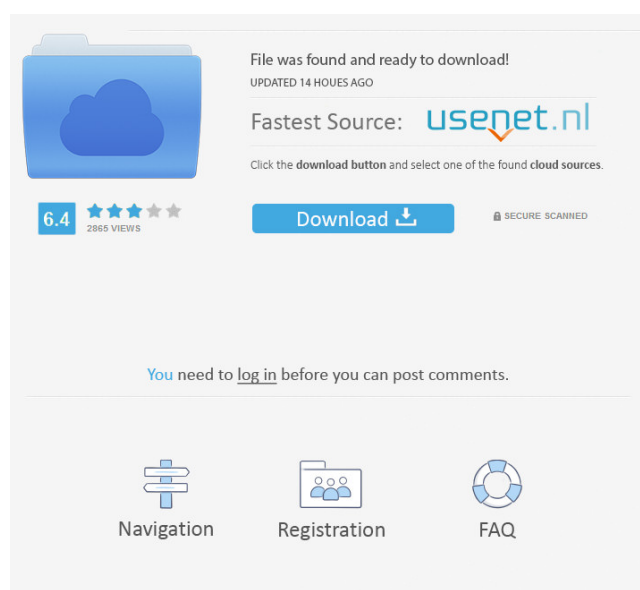 File was found and ready to download!
UPDATED 14 HOUES AGO
Fastest Source: usenet.nl
Click the download button and select one of the found cloud sources.
6.4
2865 VIEWS
Download
SECURE SCANNED
You need to log in before you can post comments.
Navigation
Registration
FAQ